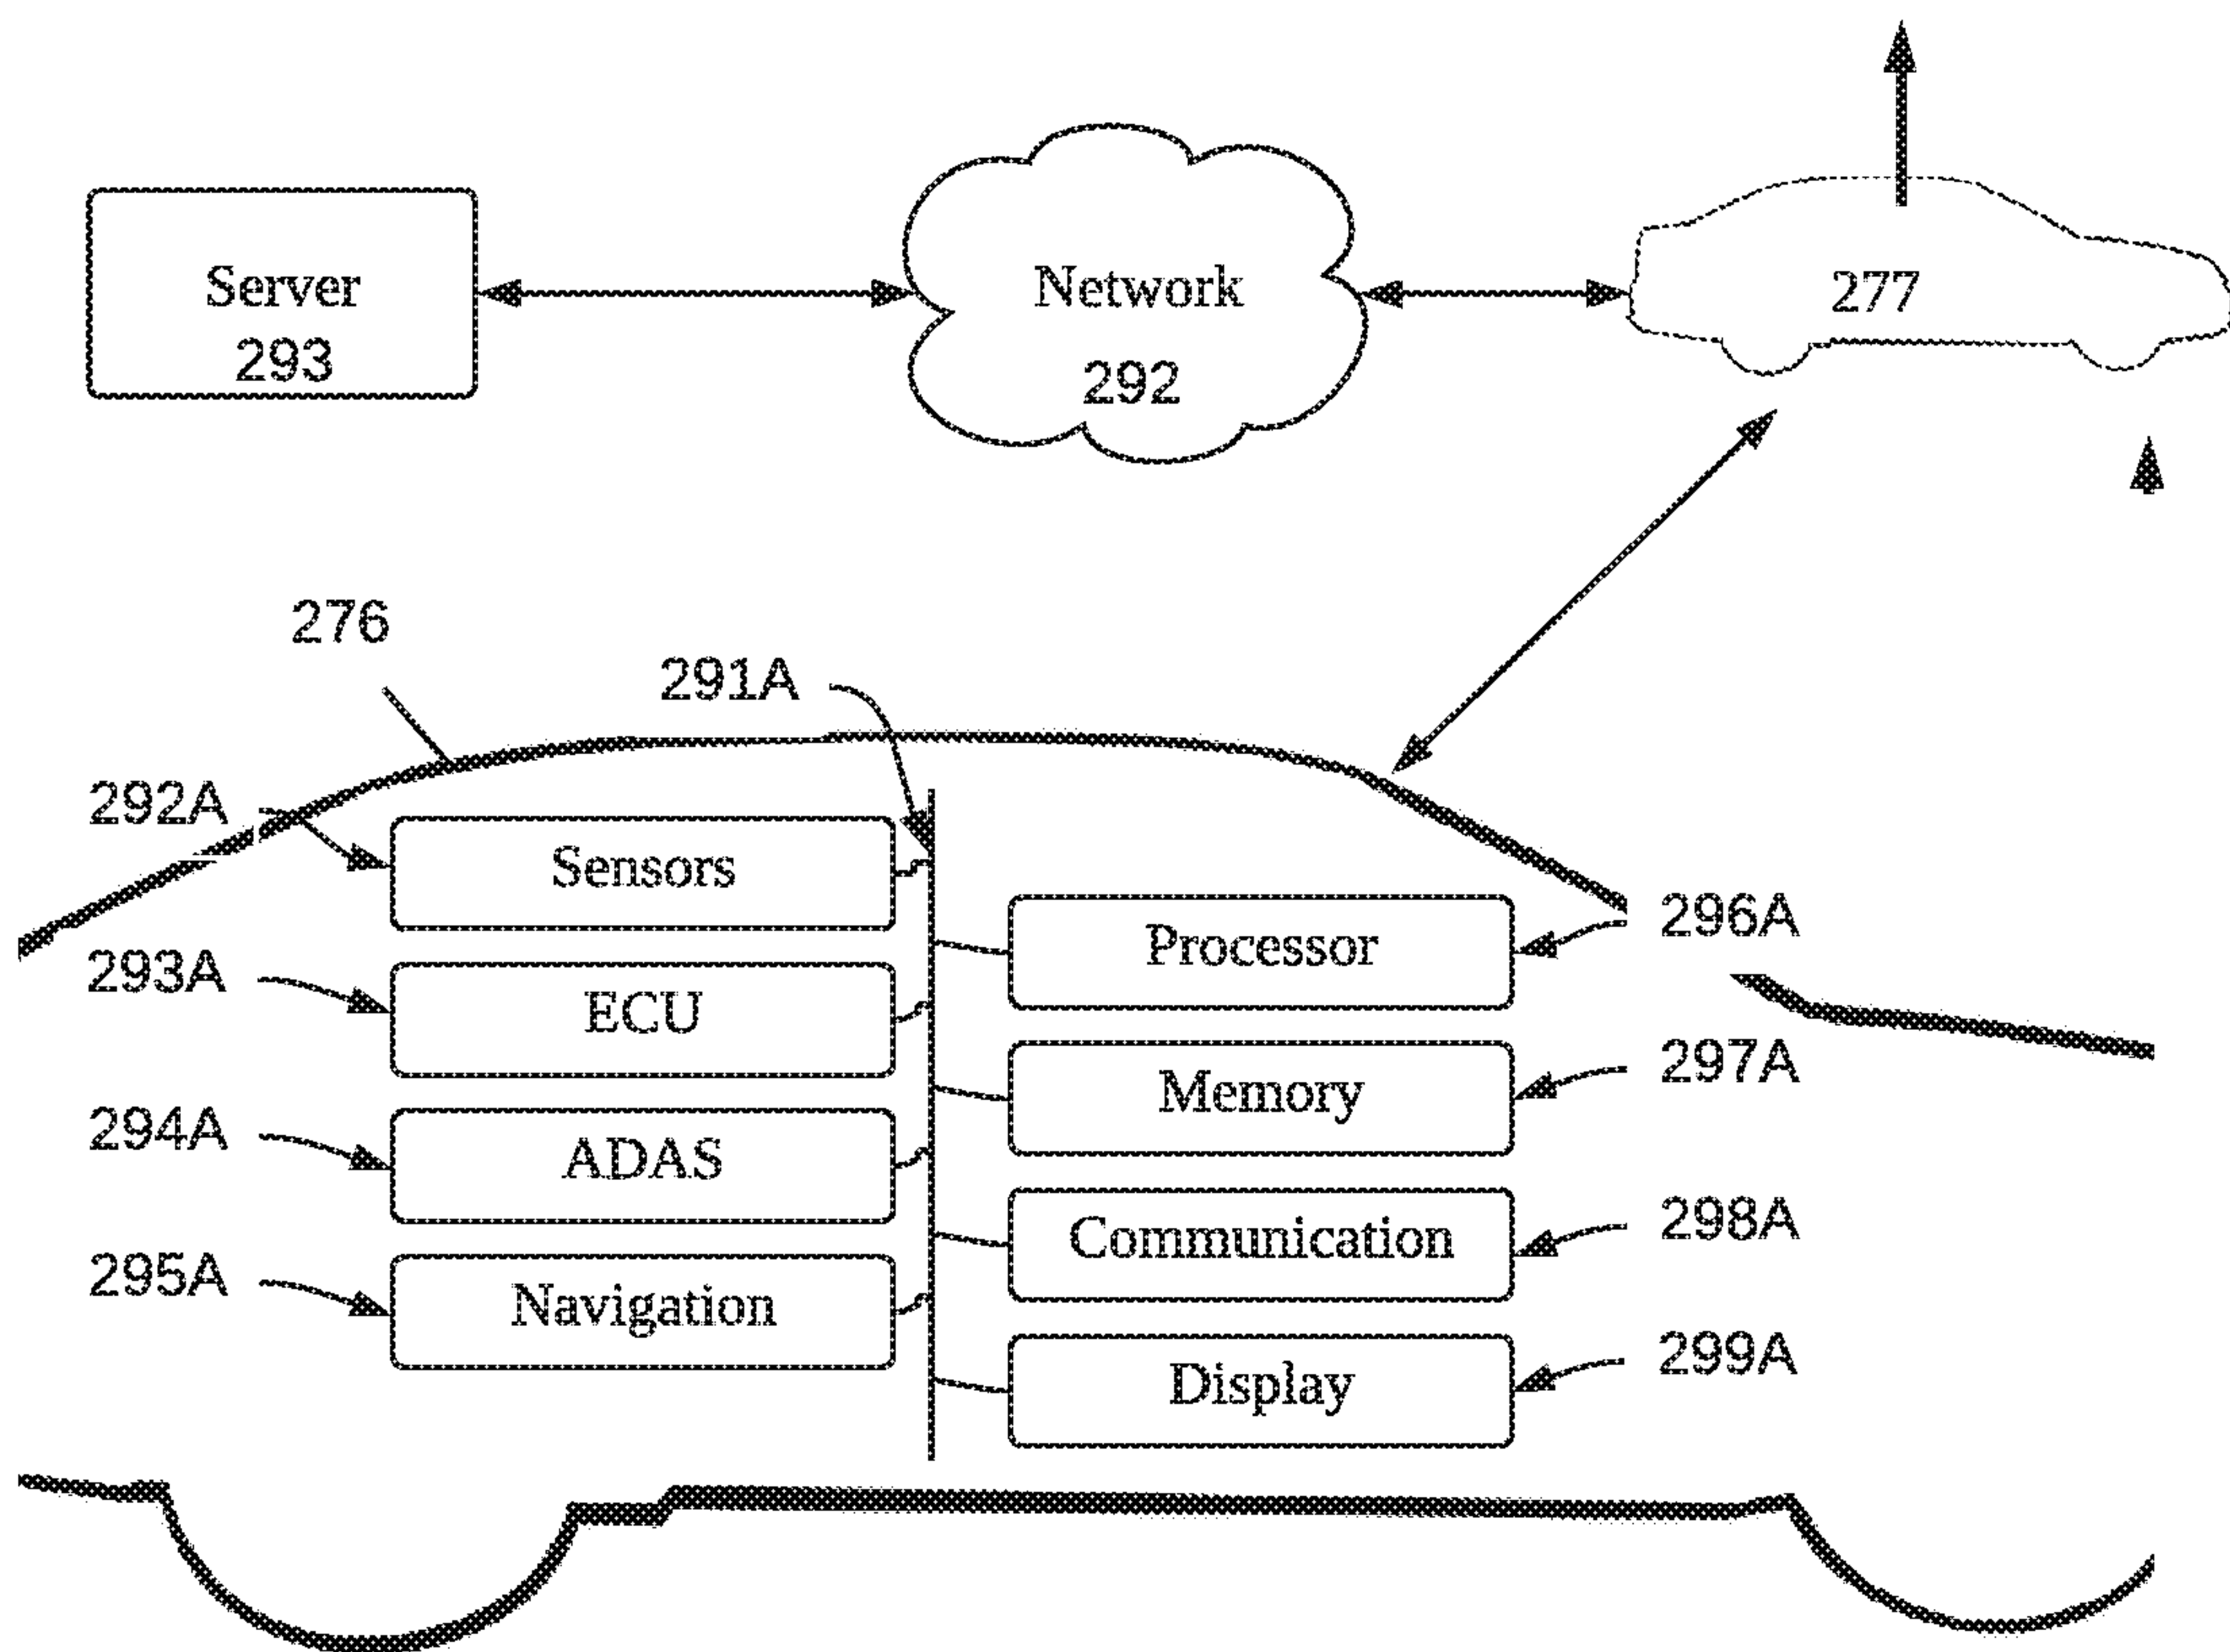 Server
293
Network
292
277
276
291A
292A
Sensors
293A
ECU
294A
ADAS
295A
Navigation
Processor
296A
Memory
297A
Communication
298A
Display
299A